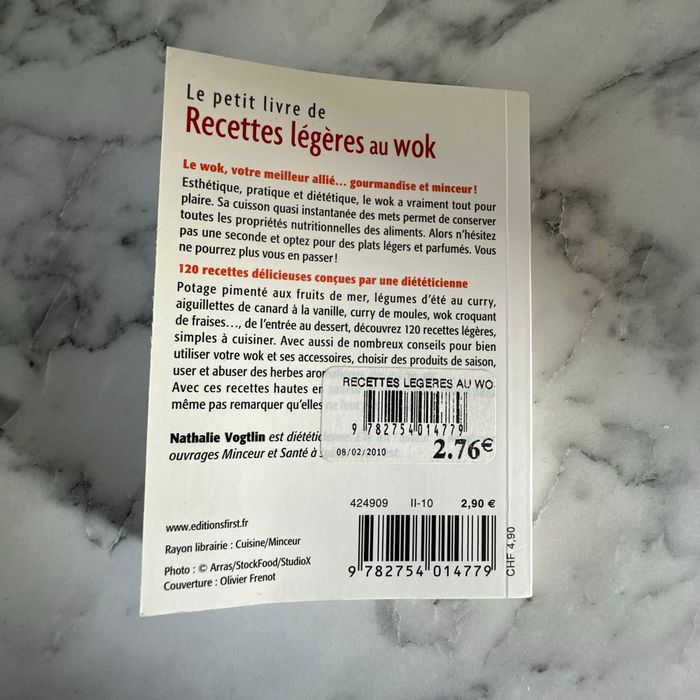 Le petit livre de
Recettes légères au wok
Le wok, votre meilleur allié... gourmandise et minceur !
Esthétique, pratique et diététique, le wok a vraiment tout pour
plaire. Sa cuisson quasi instantanée des mets permet de conserver
toutes les propriétés nutritionnelles des aliments. Alors n'hésitez
pas une seconde et optez pour des plats légers et parfumés. Vous
ne pourrez plus vous en passer !
120 recettes délicieuses conçues par une diététicienne
Potage pimenté aux fruits de mer, légumes d'été au curry,
aiguillettes de canard à la vanille, curry de moules, wok croquant
de fraises..., de l'entrée au dessert, découvrez 120 recettes légères,
simples à cuisiner. Avec aussi de nombreux conseils pour bien
utiliser votre wok et ses accessoires, choisir des produits de saison,
user et abuser des herbes
Avec ces recettes hautes en
même pas remarquer qu'elles
RECETTES LEGERES AU WO
9 782754 014779
08/02/2010 2.76€
Nathalie Vogtlin est
ouvrages Minceur et Santé à
424909 II-10 2,90 €
www.editionsfirst.fr
Rayon librairie : Cuisine/Minceur
Photo : © Arras/StockFood/StudioX
Couverture : Olivier Frenot
9 782754 014779
CHF 4,90